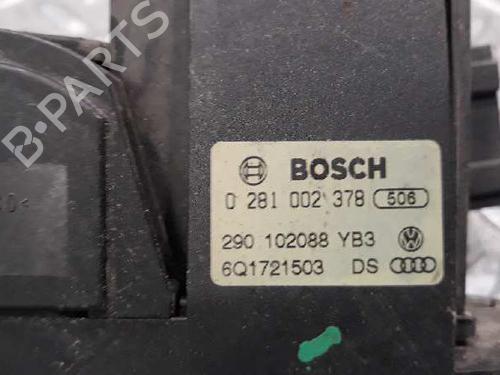 B-PARTS
BOSCH
0 281 002 378 506
290 102088 YB3
6Q1721503 DS